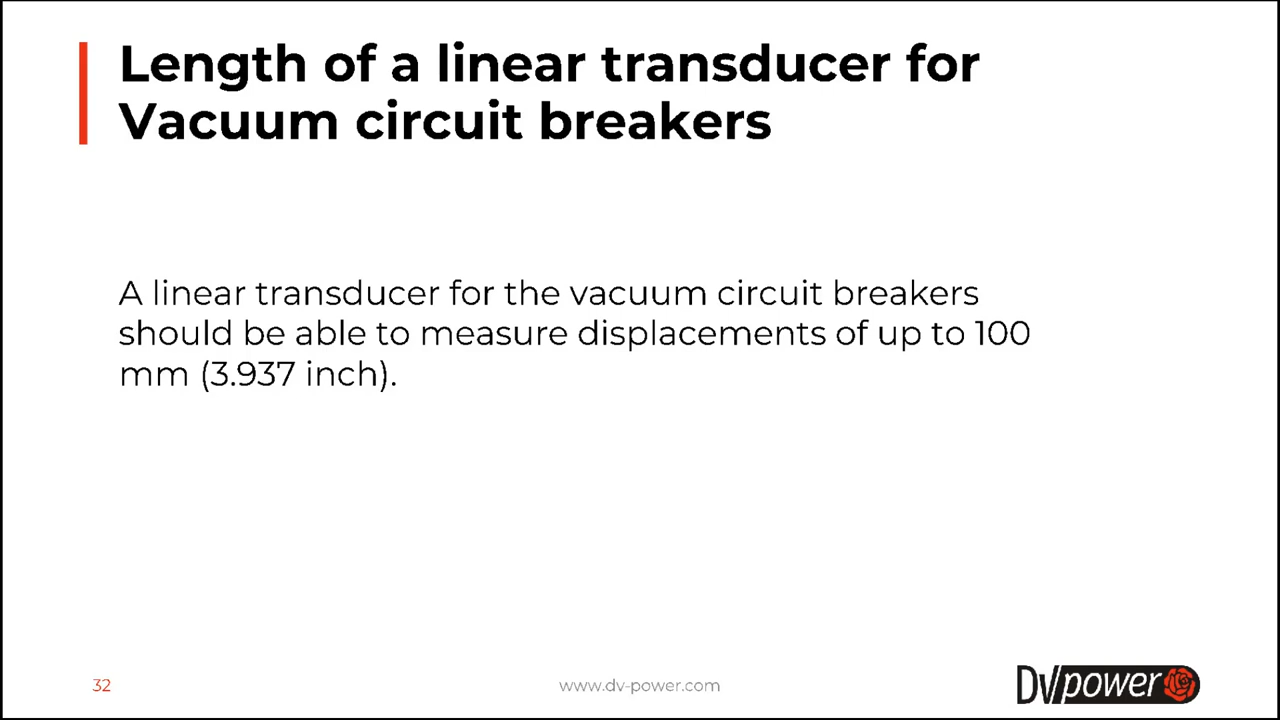 Length of a linear transducer for
Vacuum circuit breakers
A linear transducer for the vacuum circuit breakers
should be able to measure displacements of up to 100
mm (3.937 inch).
32
www.dv-power.com
DV power